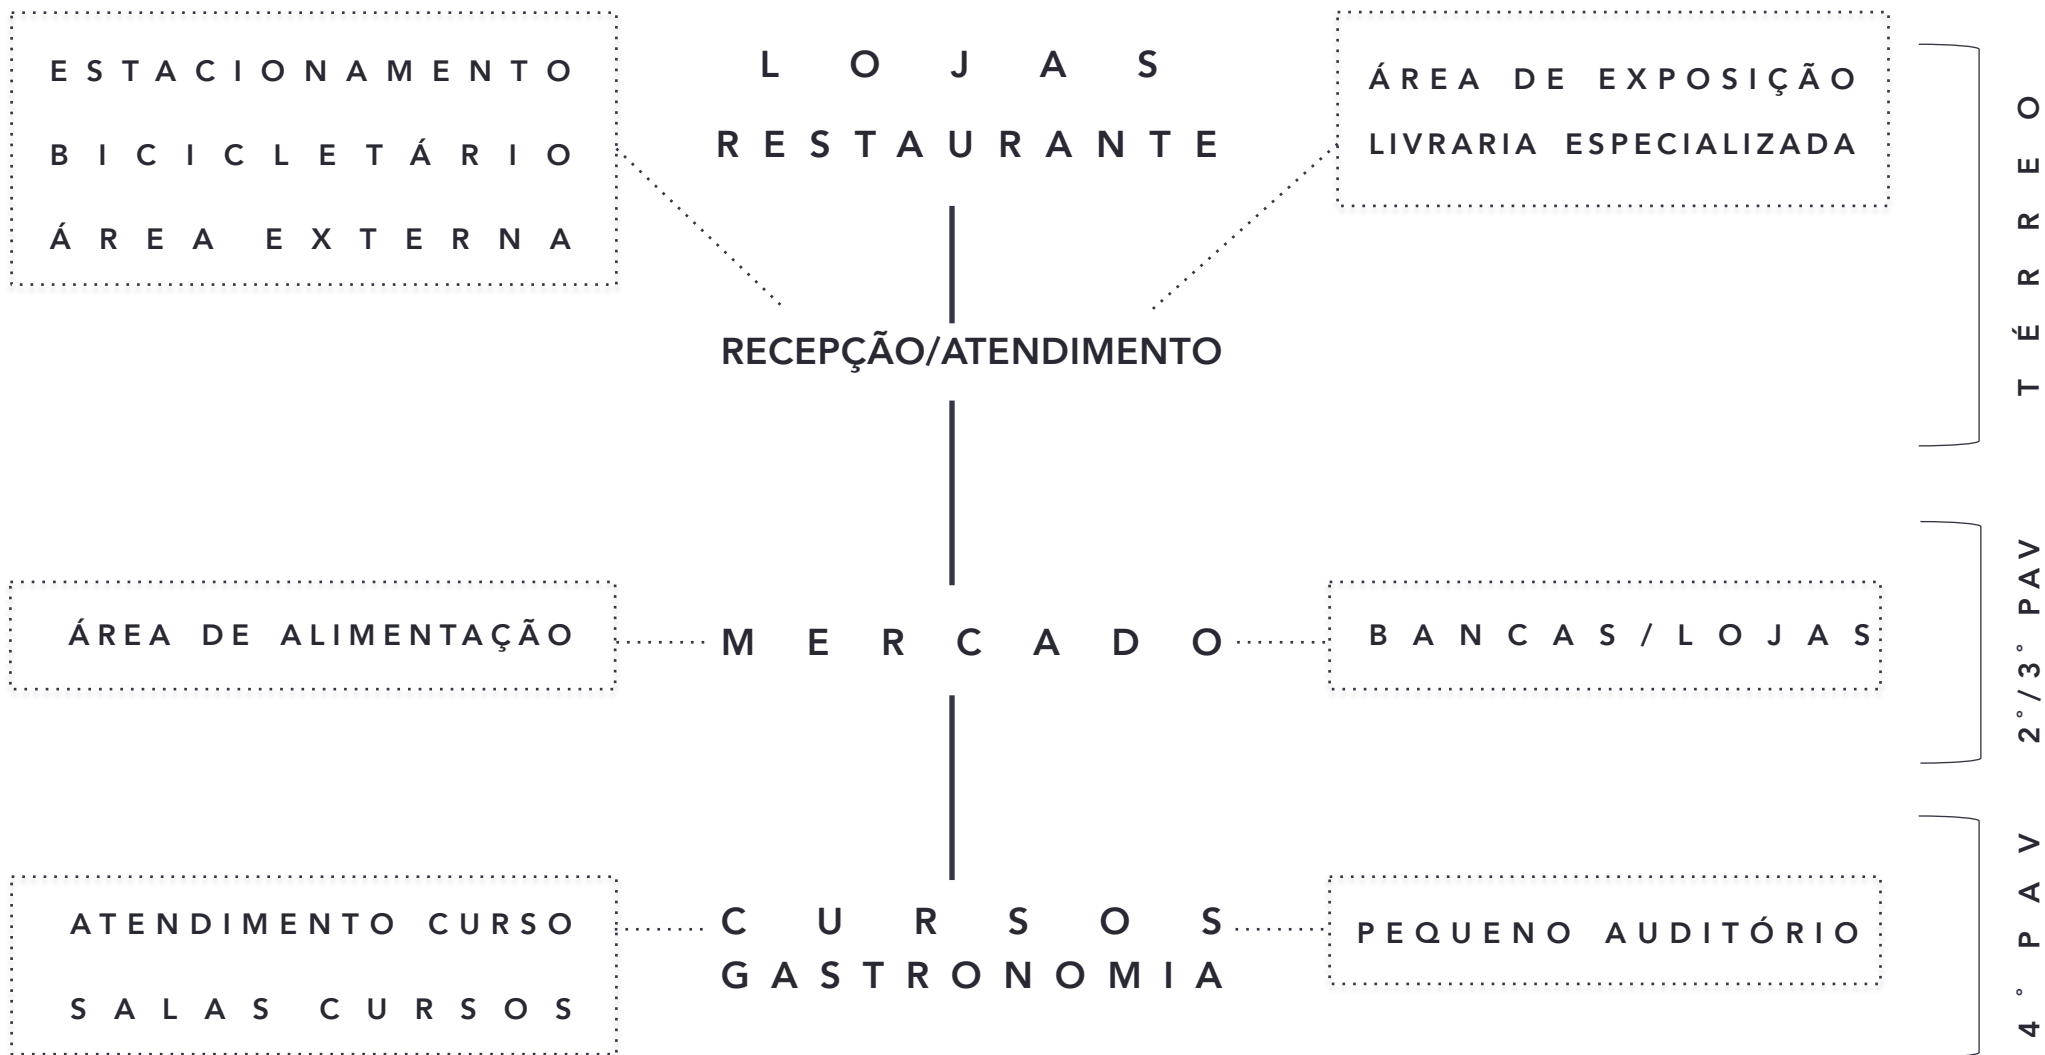 ESTACIONAMENTO
BICICLETÁRIO
ÁREA EXTERNA
LOJAS
RESTAURANTE
ÁREA DE EXPOSIÇÃO
LIVRARIA ESPECIALIZADA
RECEPÇÃO/ATENDIMENTO
TÉRREO
ÁREA DE ALIMENTAÇÃO
MERCADO
BANCAS/LOJAS
2°/3° PAV
ATENDIMENTO CURSO
SALAS CURSOS
CURSOS
GASTRONOMIA
PEQUENO AUDITÓRIO
4° PAV